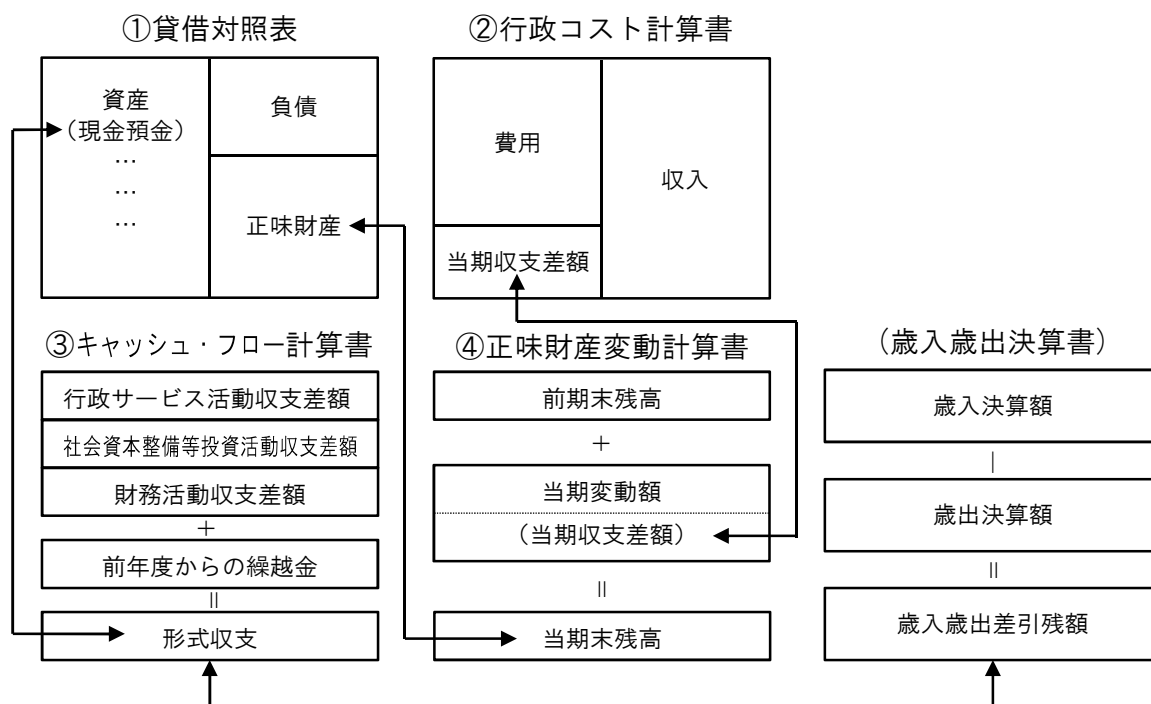 ①貸借対照表
資産
（現金預金）
…
…
…
負債
正味財産
②行政コスト計算書
費用
当期収支差額
収入
③キャッシュ・フロー計算書
行政サービス活動収支差額
社会資本整備等投資活動収支差額
財務活動収支差額
＋
前年度からの繰越金
＝
形式収支
④正味財産変動計算書
前期末残高
＋
当期変動額
（当期収支差額）
＝
当期末残高
（歳入歳出決算書）
歳入決算額
－
歳出決算額
＝
歳入歳出差引残額